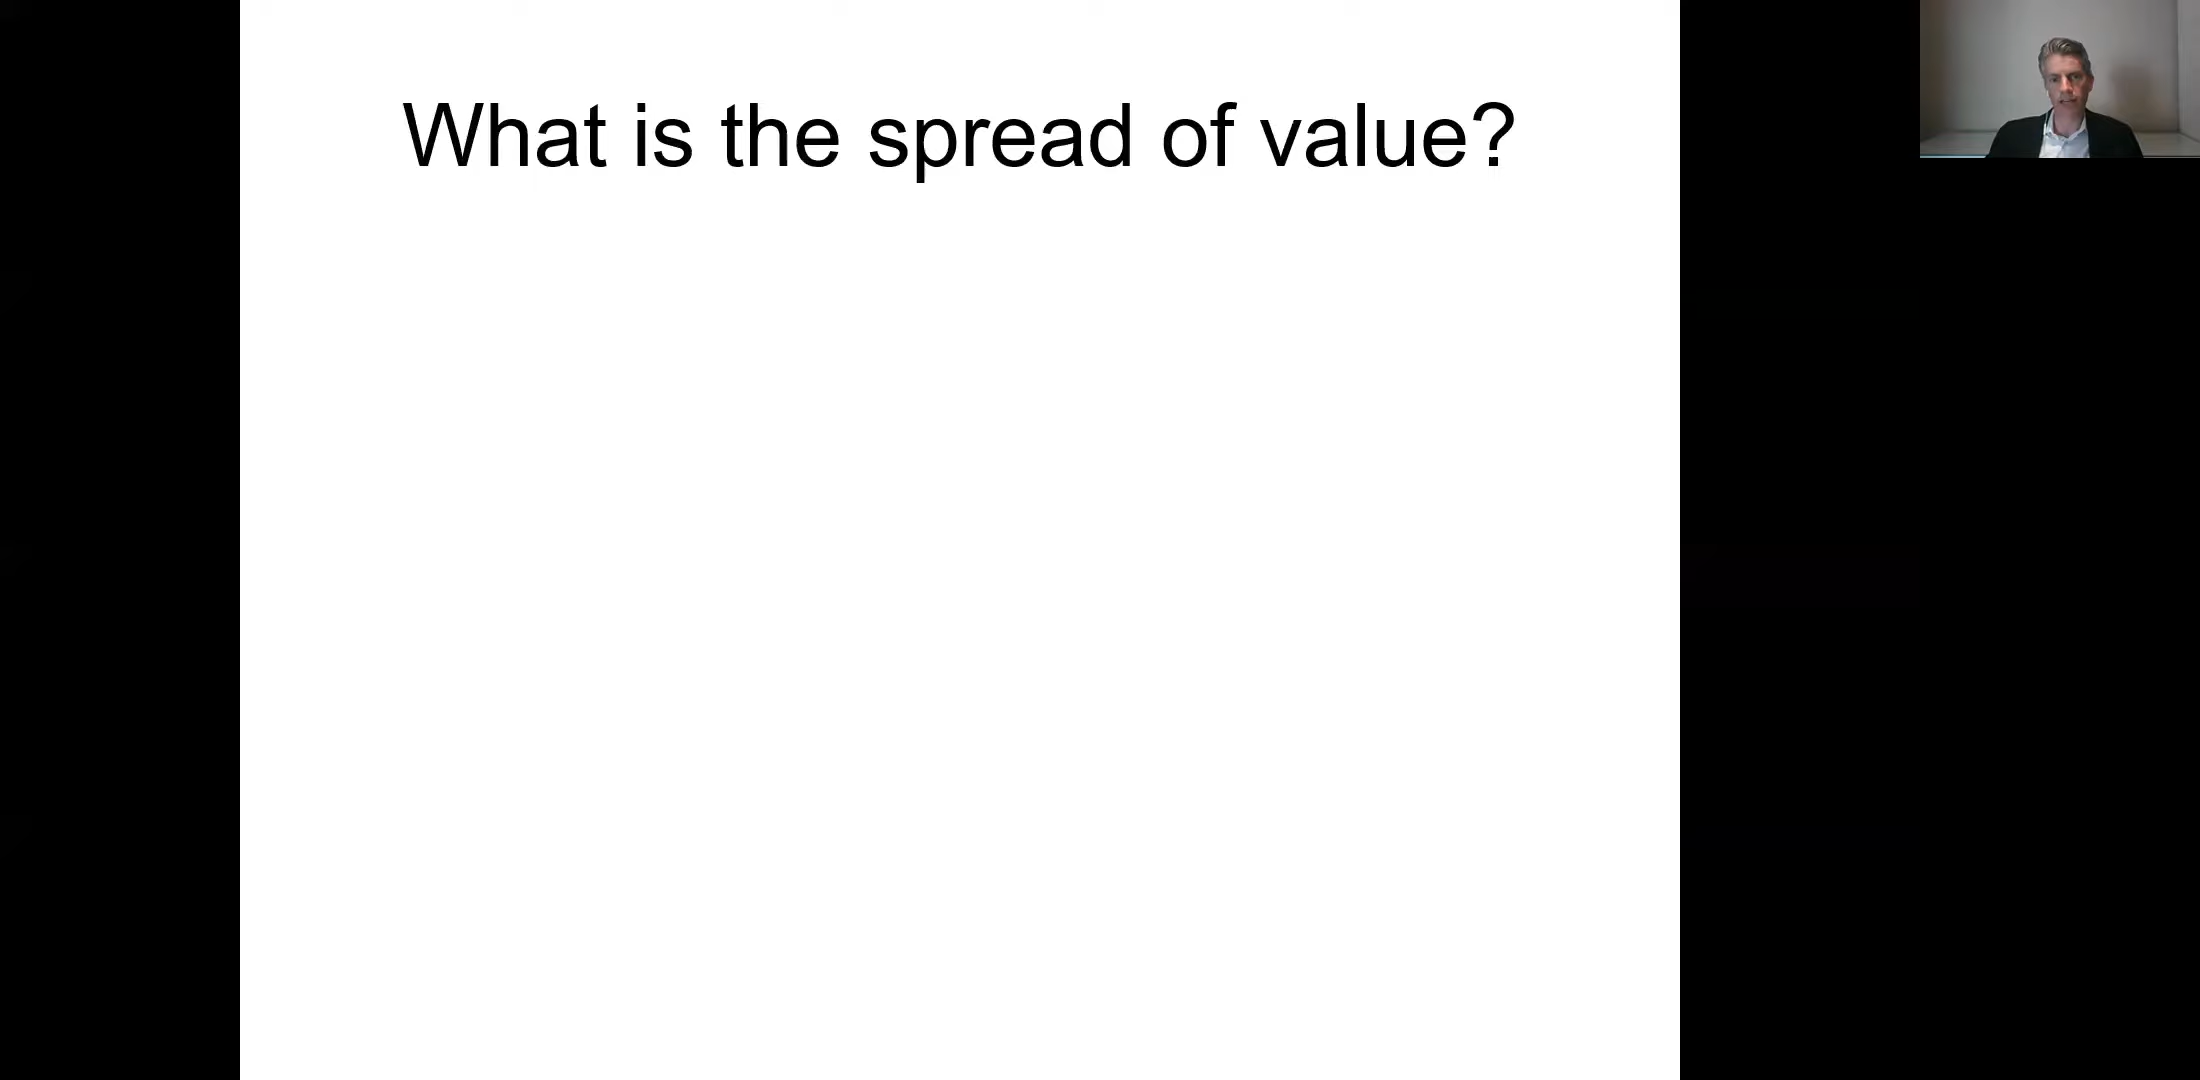 What is the spread of value?